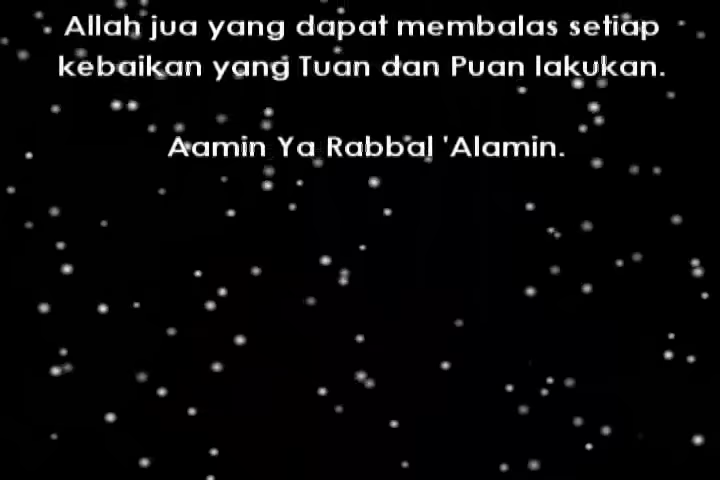 Allah jua yang dapat membalas setiap
kebaikan yang Tuan dan Puan lakukan.
Aamin Ya Rabbal 'Alamin.